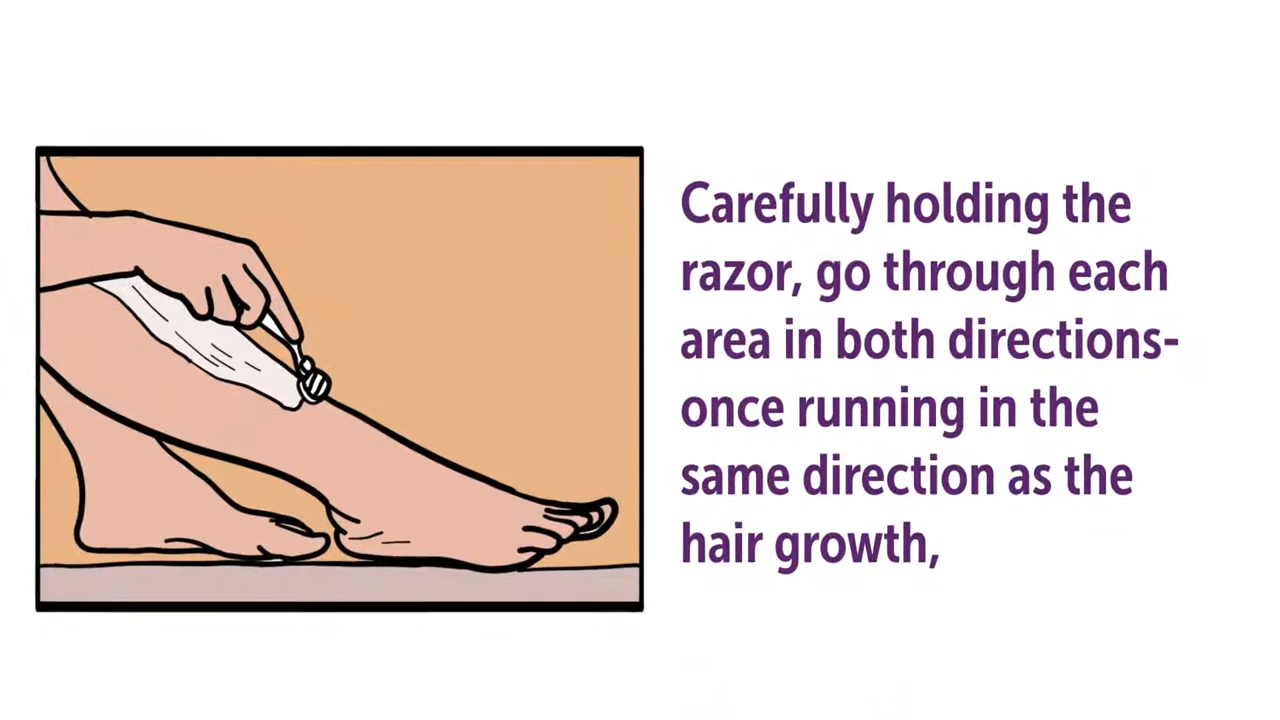 Carefully holding the
razor, go through each
area in both directions-
once running in the
same direction as the
hair growth,